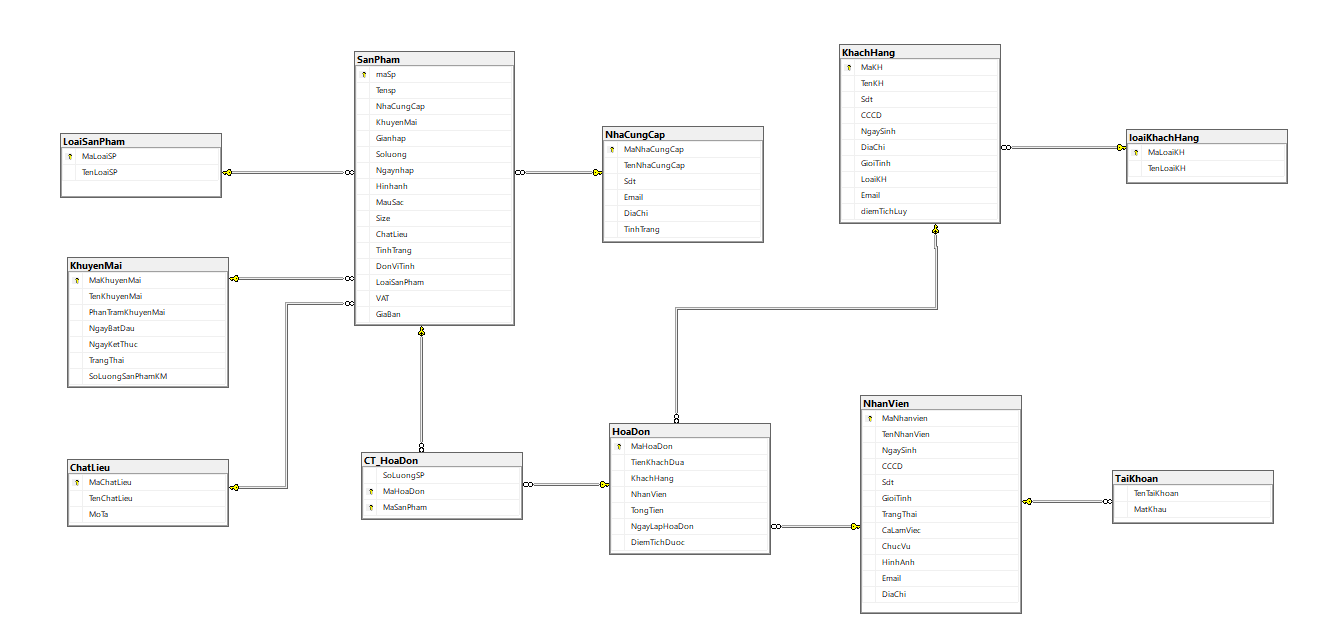 SanPham
maSp
Tensp
NhaCungCap
KhuyenMai
Gianhap
Soluong
Ngaynhap
Hinhanh
MauSac
Size
ChatLieu
TinhTrang
DonViTinh
LoaiSanPham
VAT
GiaBan
KhachHang
MaKH
TenKH
Sdt
CCCD
NgaySinh
DiaChi
GioiTinh
LoaiKH
Email
diemTichLuy
LoaiSanPham
MaLoaiSP
TenLoaiSP
NhaCungCap
MaNhaCungCap
TenNhaCungCap
Sdt
Email
DiaChi
TinhTrang
loaiKhachHang
MaLoaiKH
TenLoaiKH
KhuyenMai
MaKhuyenMai
TenKhuyenMai
PhanTramKhuyenMai
NgayBatDau
NgayKetThuc
TrangThai
SoLuongSanPhamKM
ChatLieu
MaChatLieu
TenChatLieu
MoTa
CT_HoaDon
SoLuongSP
MaHoaDon
MaSanPham
HoaDon
MaHoaDon
TienKhachDua
KhachHang
NhanVien
TongTien
NgayLapHoaDon
DiemTichDuoc
NhanVien
MaNhanvien
TenNhanVien
NgaySinh
CCCD
Sdt
GioiTinh
TrangThai
CaLamViec
ChucVu
HinhAnh
Email
DiaChi
TaiKhoan
TenTaiKhoan
MatKhau